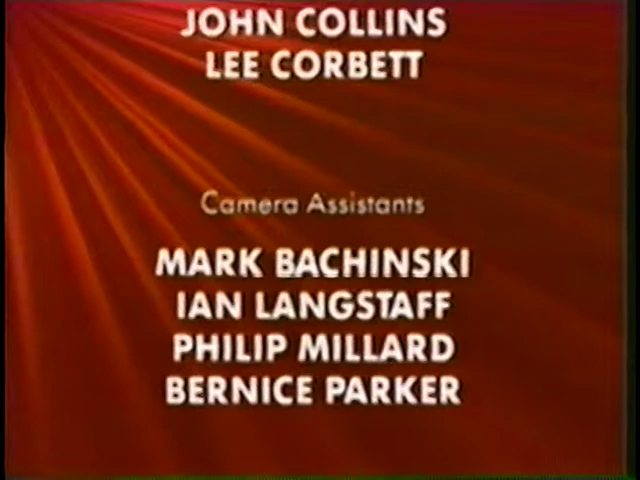 JOHN COLLINS
LEE CORBETT
Camera Assistants
MARK BACHINSKI
IAN LANGSTAFF
PHILIP MILLARD
BERNICE PARKER